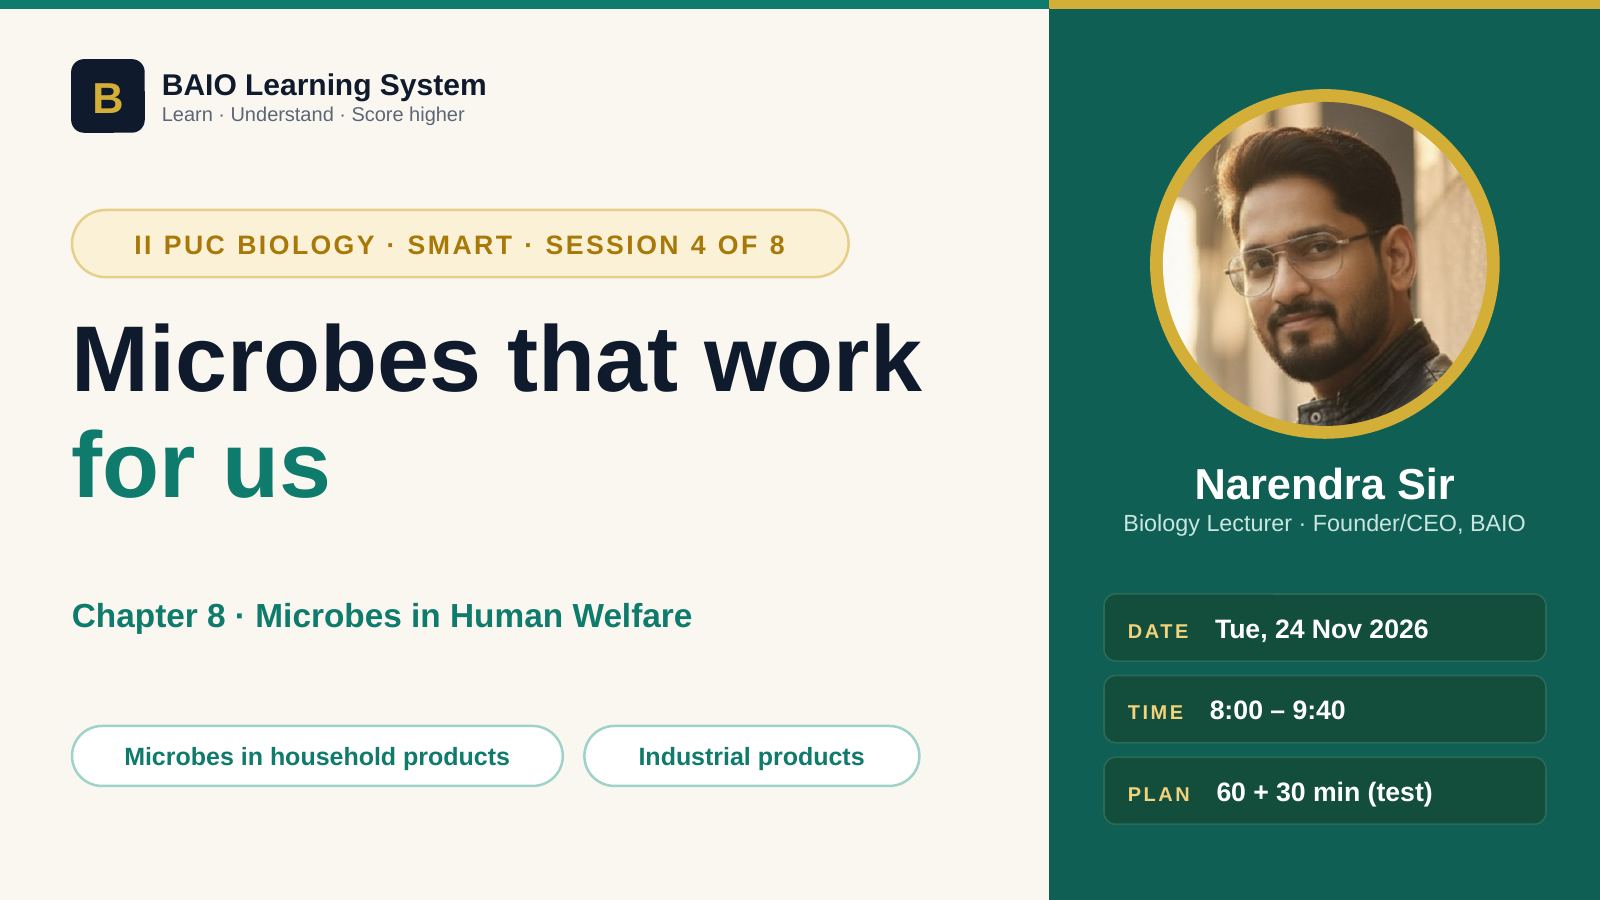 B
BAIO Learning System
Learn · Understand · Score higher
II PUC BIOLOGY · SMART · SESSION 4 OF 8
Microbes that work
for us
Chapter 8 · Microbes in Human Welfare
Microbes in household products
Industrial products
Narendra Sir
Biology Lecturer · Founder/CEO, BAIO
DATE Tue, 24 Nov 2026
TIME 8:00 – 9:40
PLAN 60 + 30 min (test)